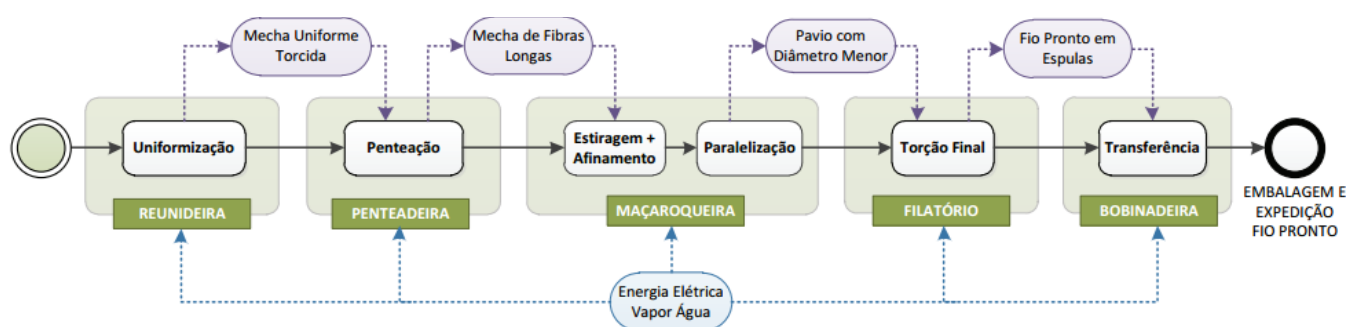 Mecha Uniforme
Torcida
Mecha de Fibras
Longas
Pavio com
Diâmetro Menor
Fio Pronto em
Espulas
Uniformização
Penteação
Estiragem +
Afinamento
Paralelização
Torção Final
Transferência
REUNIDEIRA
PENTEADEIRA
MAÇAROQUEIRA
FILATÓRIO
BOBINADEIRA
EMBALAGEM E
EXPEDIÇÃO
FIO PRONTO
Energia Elétrica
Vapor Água